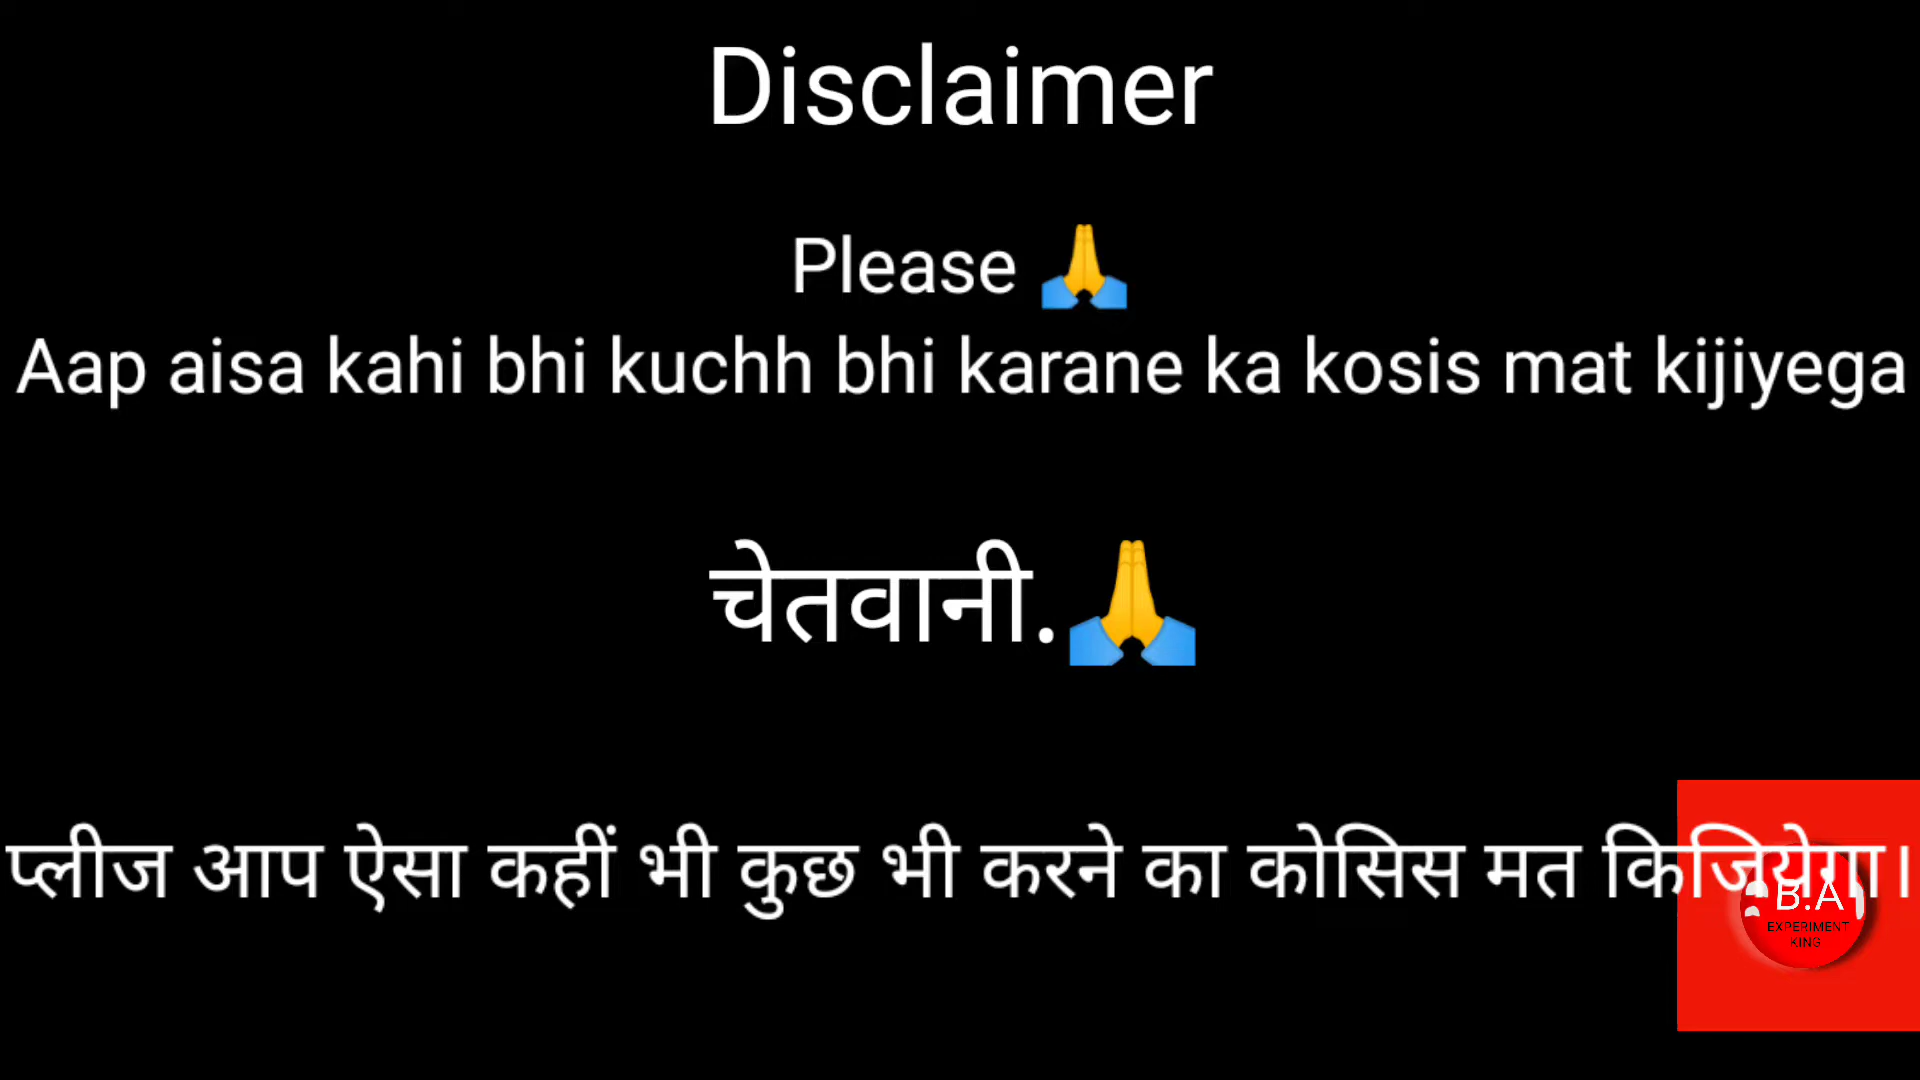 Disclaimer
Please 🙏
Aap aisa kahi bhi kuchh bhi karane ka kosis mat kijiyega
चेतवानी.🙏
प्लीज आप ऐसा कहीं भी कुछ भी करने का कोसिस मत किजियेगा।
B.A
EXPERIMENT
KING